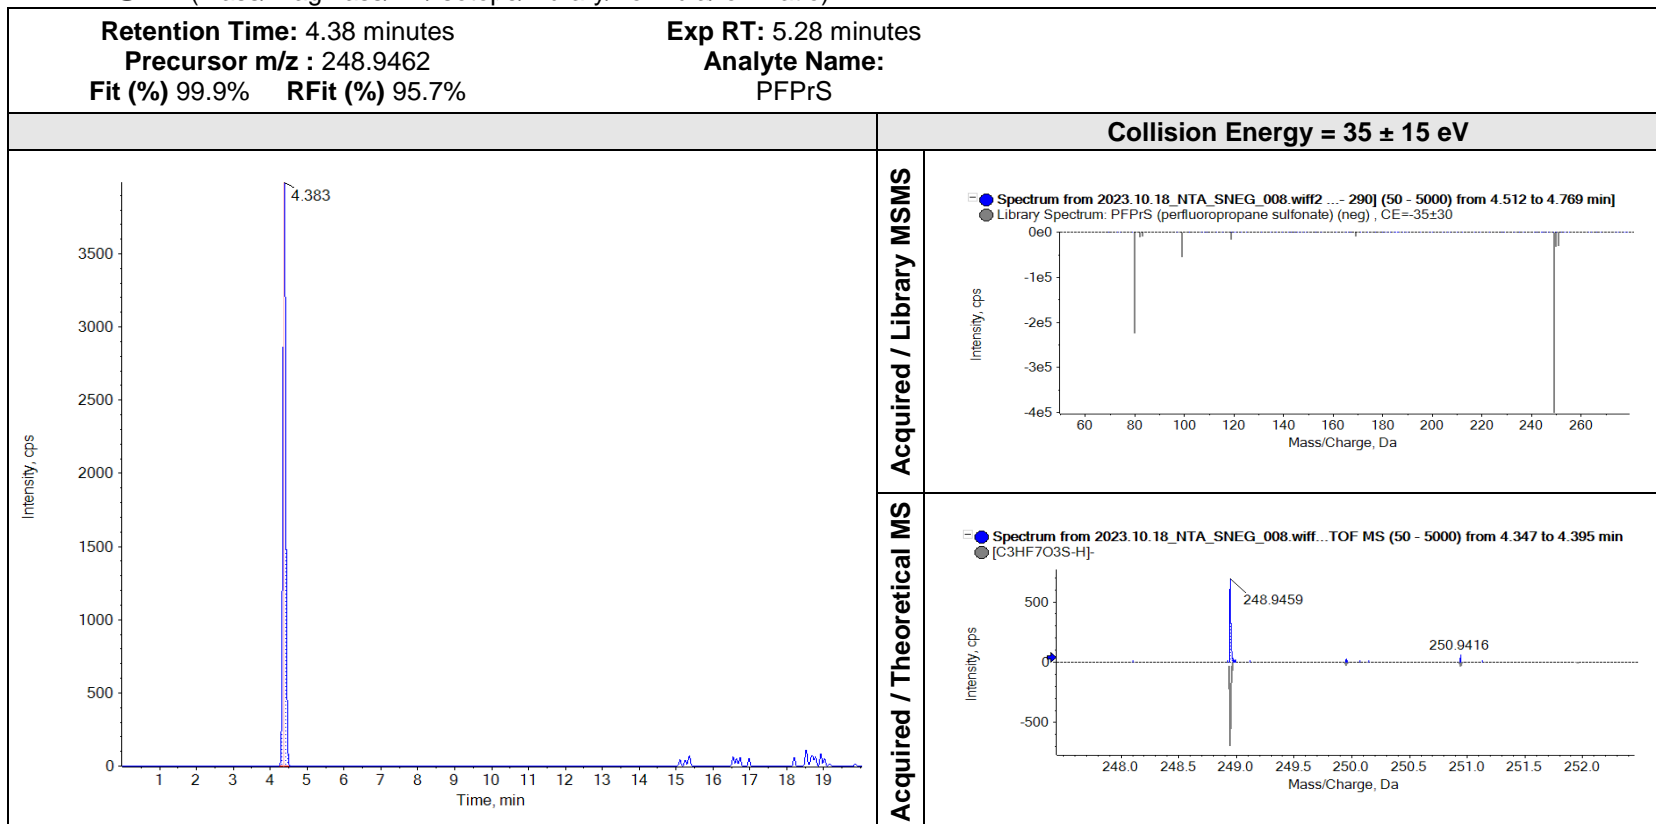 Retention Time: 4.38 minutes
Exp RT: 5.28 minutes
Precursor m/z : 248.9462
Analyte Name:
Fit (%) 99.9% RFit (%) 95.7%
PFPrS
Collision Energy = 35 ± 15 eV
4.383
3500
3000
2500
2000
1500
1000
500
0
Intensity, cps
1 2 3 4 5 6 7 8 9 10 11 12 13 14 15 16 17 18 19
Time, min
Acquired / Library MSMS
Spectrum from 2023.10.18_NTA_SNEG_008.wiff2 ...- 290] (50 - 5000) from 4.512 to 4.769 min]
Library Spectrum: PFPrS (perfluoropropane sulfonate) (neg) , CE=-35±30
0e0
-1e5
-2e5
-3e5
-4e5
Intensity, cps
60 80 100 120 140 160 180 200 220 240 260
Mass/Charge, Da
Acquired / Theoretical MS
Spectrum from 2023.10.18_NTA_SNEG_008.wiff...TOF MS (50 - 5000) from 4.347 to 4.395 min
[C3HF7O3S-H]-
248.9459
250.9416
500
0
-500
Intensity, cps
248.0 248.5 249.0 249.5 250.0 250.5 251.0 251.5 252.0
Mass/Charge, Da